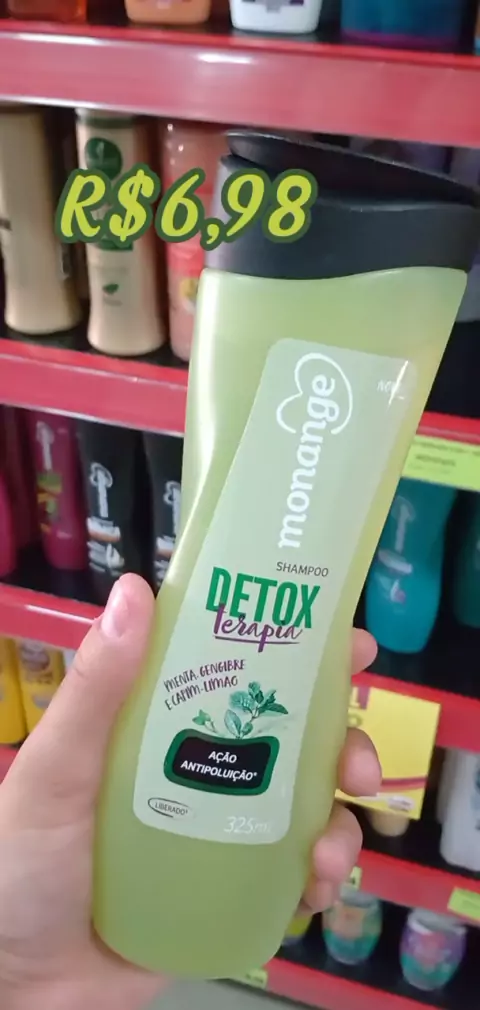 R$6,98
monange
SHAMPOO
DETOX
Terapia
MENTA, GENGIBRE
E CAPIM-LIMÃO
AÇÃO
ANTIPOLUIÇÃO*
LIBERADO*
325ml